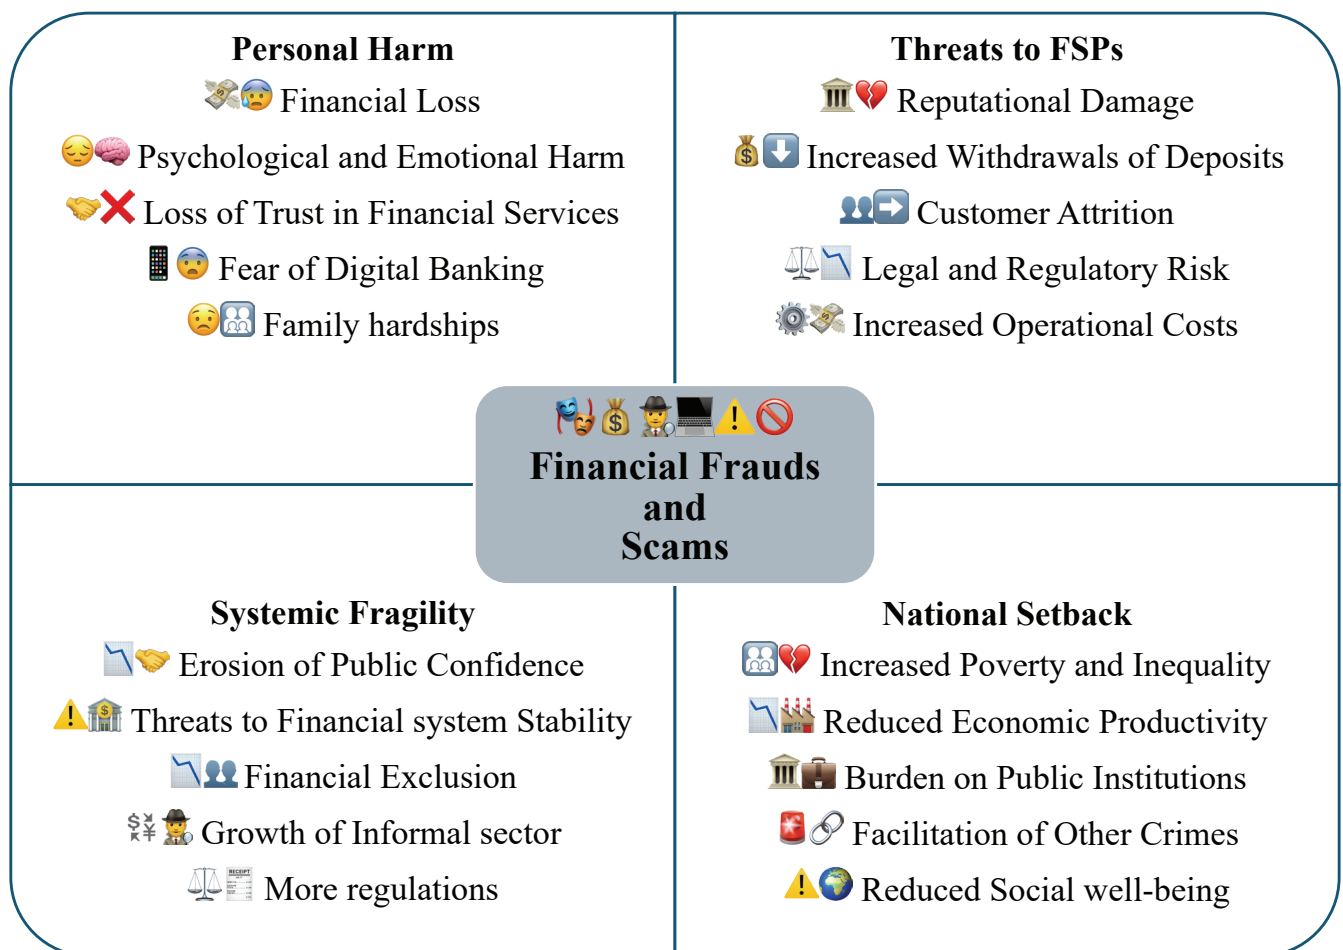 Personal Harm
Financial Loss
Psychological and Emotional Harm
Loss of Trust in Financial Services
Fear of Digital Banking
Family hardships
Threats to FSPs
Reputational Damage
Increased Withdrawals of Deposits
Customer Attrition
Legal and Regulatory Risk
Increased Operational Costs
Financial Frauds
and
Scams
Systemic Fragility
Erosion of Public Confidence
Threats to Financial system Stability
Financial Exclusion
Growth of Informal sector
More regulations
National Setback
Increased Poverty and Inequality
Reduced Economic Productivity
Burden on Public Institutions
Facilitation of Other Crimes
Reduced Social well-being